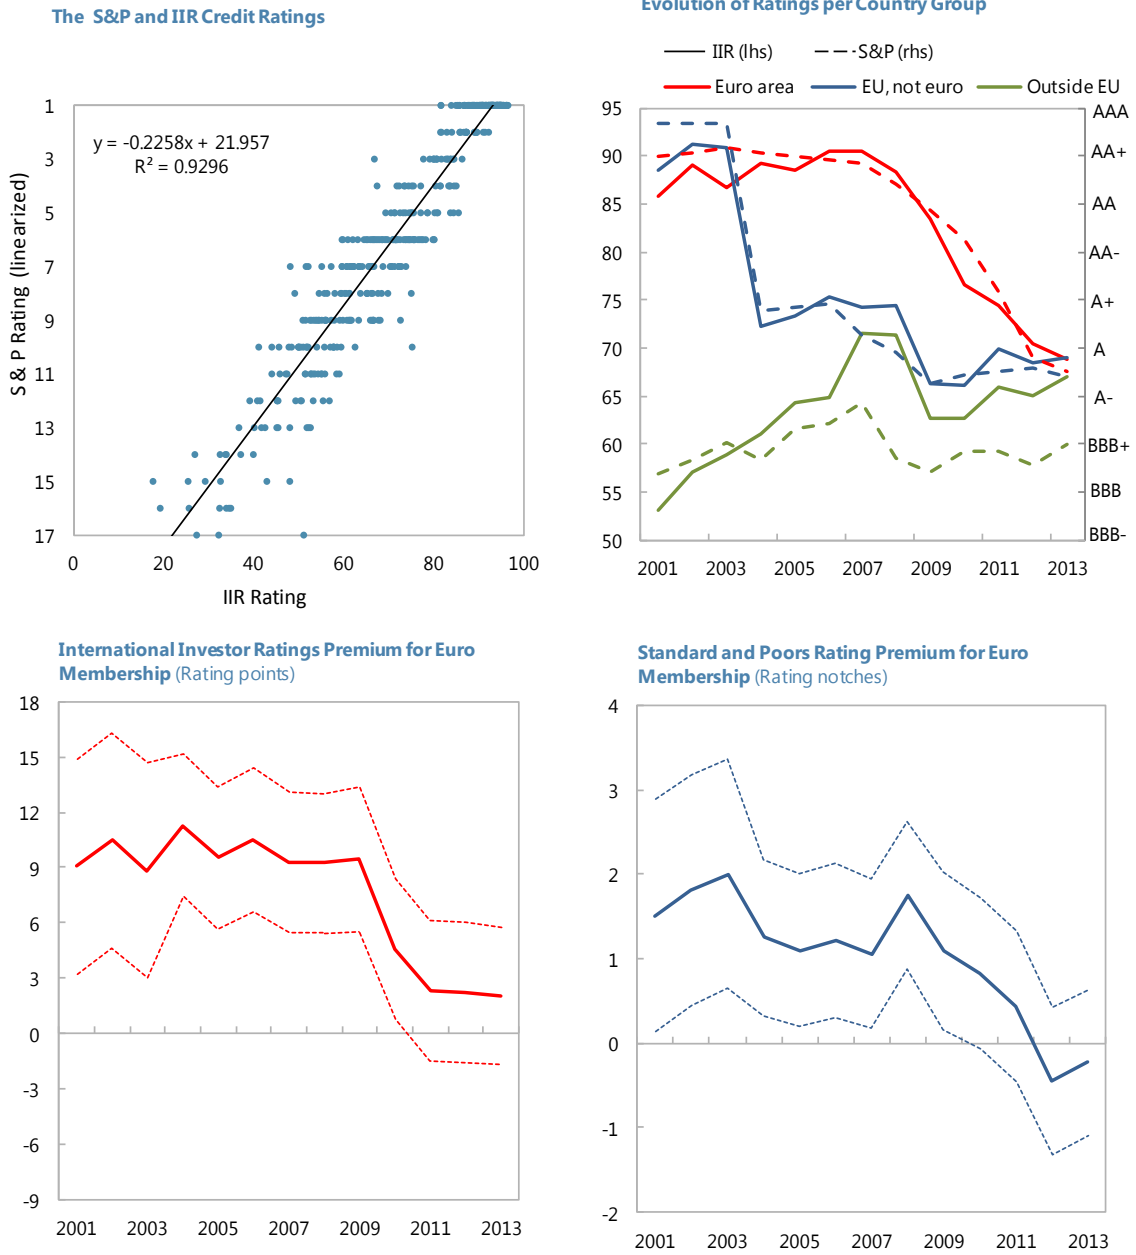 The S&P and IIR Credit Ratings
1
3
5
7
9
11
13
15
17
S & P Rating (linearized)
y = -0.2258x + 21.957
R² = 0.9296
0 20 40 60 80 100
IIR Rating
Evolution of Ratings per Country Group
IIR (lhs) S&P (rhs)
Euro area EU, not euro Outside EU
95
90
85
80
75
70
65
60
55
50
AAA
AA+
AA
AA-
A+
A
A-
BBB+
BBB
BBB-
2001 2003 2005 2007 2009 2011 2013
International Investor Ratings Premium for Euro
Membership (Rating points)
18
15
12
9
6
3
0
-3
-6
-9
2001 2003 2005 2007 2009 2011 2013
Standard and Poors Rating Premium for Euro
Membership (Rating notches)
4
3
2
1
0
-1
-2
2001 2003 2005 2007 2009 2011 2013